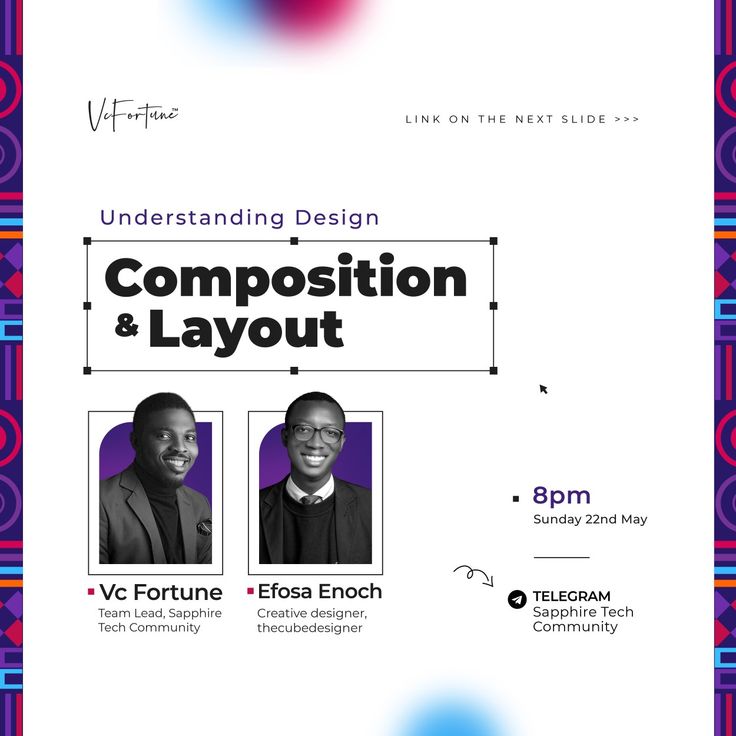 VcFortune™
LINK ON THE NEXT SLIDE >>>
Understanding Design
Composition
& Layout
Vc Fortune
Team Lead, Sapphire
Tech Community
Efosa Enoch
Creative designer,
thecubedesigner
8pm
Sunday 22nd May
TELEGRAM
Sapphire Tech
Community